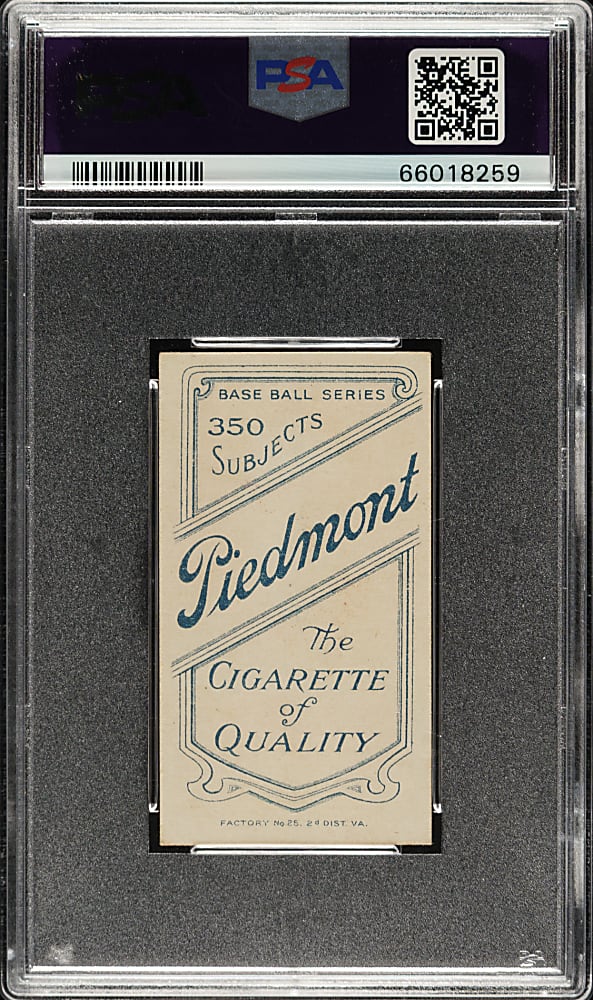 PSA
66018259
BASE BALL SERIES
350
SUBJECTS
Piedmont
The
CIGARETTE
of
QUALITY
FACTORY No 25, 2d DIST. VA.